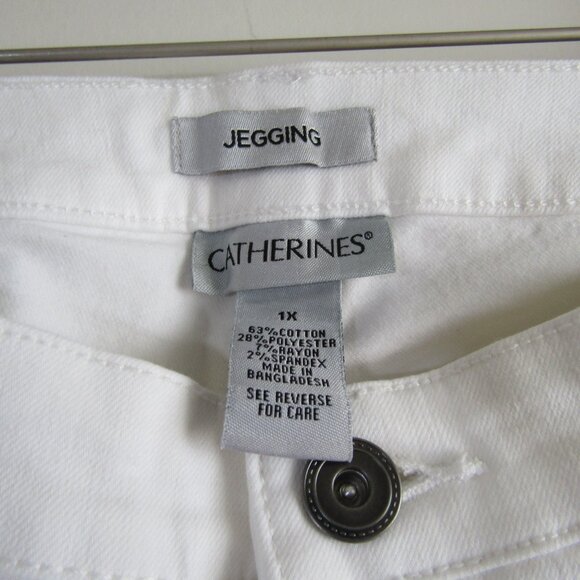 JEGGING
CATHERINES®
1X
63%COTTON
28%POLYESTER
7%RAYON
2%SPANDEX
MADE IN
BANGLADESH
SEE REVERSE
FOR CARE